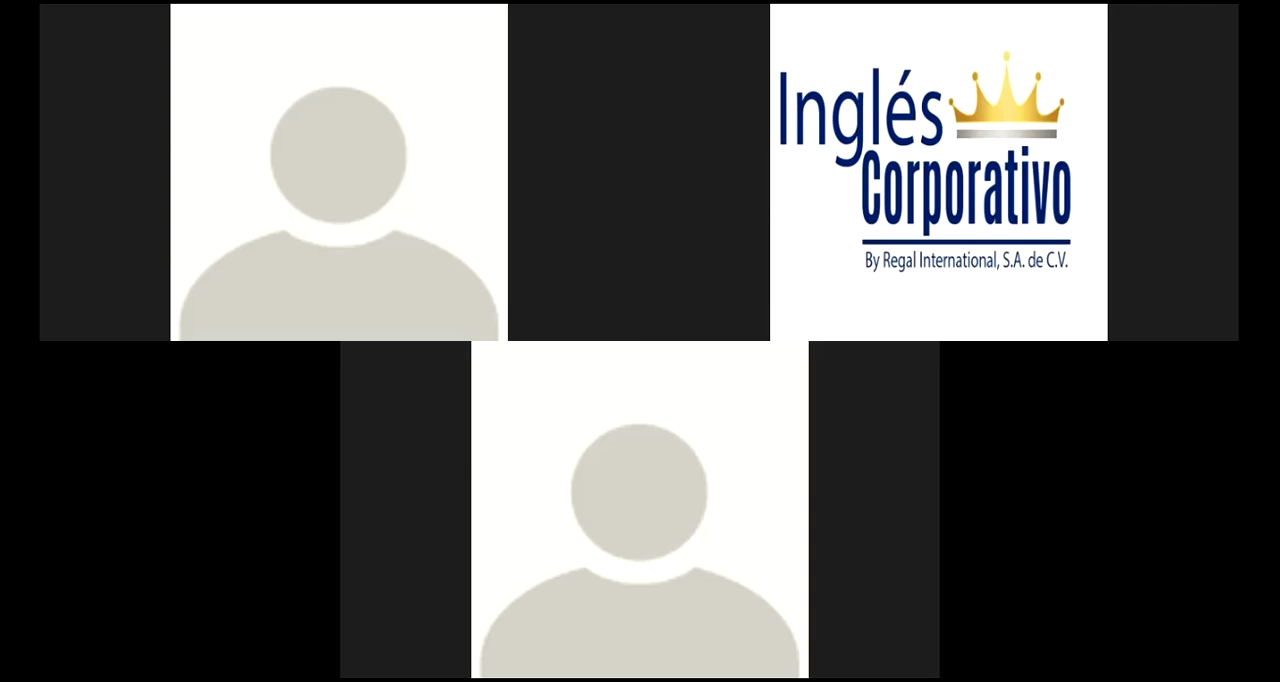 Inglés
Corporativo
By Regal International, S.A. de C.V.